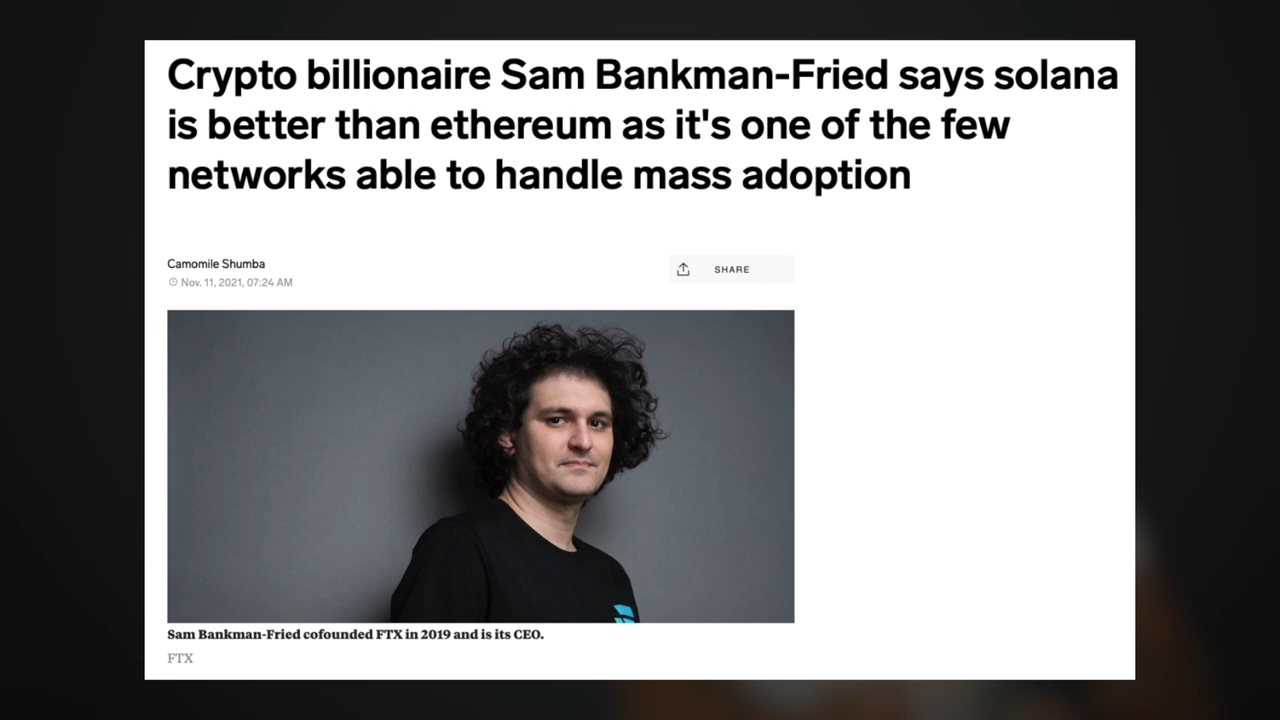 Crypto billionaire Sam Bankman-Fried says solana
is better than ethereum as it's one of the few
networks able to handle mass adoption
Camomile Shumba
Nov. 11, 2021, 07:24 AM
SHARE
Sam Bankman-Fried cofounded FTX in 2019 and is its CEO.
FTX